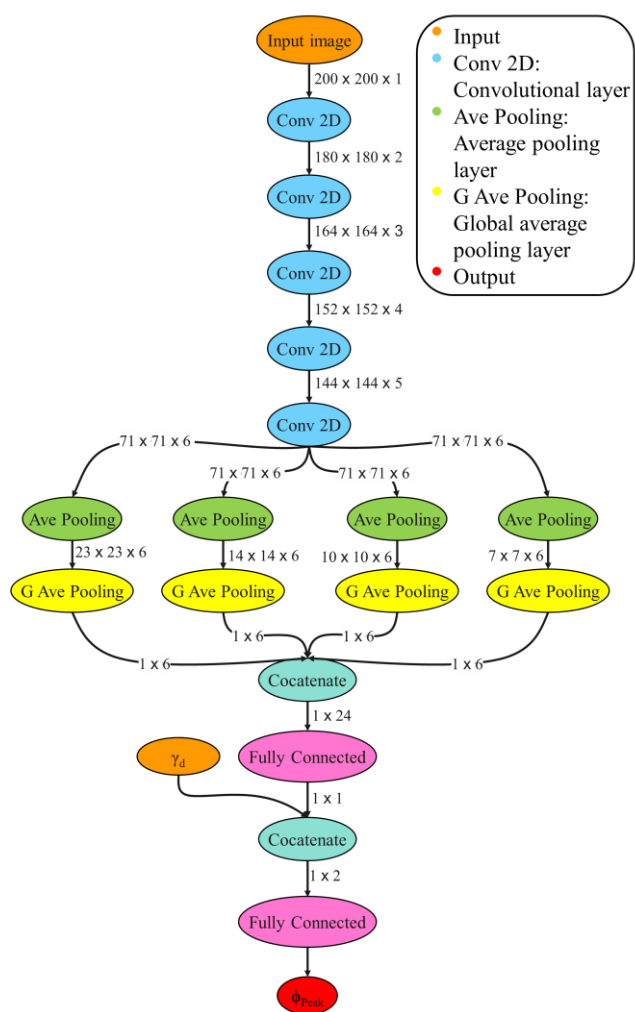 Input image
200 x 200 x 1
Conv 2D
180 x 180 x 2
Conv 2D
164 x 164 x 3
Conv 2D
152 x 152 x 4
Conv 2D
144 x 144 x 5
Conv 2D
71 x 71 x 6
71 x 71 x 6
71 x 71 x 6
71 x 71 x 6
Ave Pooling
Ave Pooling
Ave Pooling
Ave Pooling
23 x 23 x 6
14 x 14 x 6
10 x 10 x 6
7 x 7 x 6
G Ave Pooling
G Ave Pooling
G Ave Pooling
G Ave Pooling
1 x 6
1 x 6
1 x 6
1 x 6
Cocatenate
1 x 24
Fully Connected
γd
1 x 1
Cocatenate
1 x 2
Fully Connected
ϕPeak
Input
Conv 2D:
Convolutional layer
Ave Pooling:
Average pooling
layer
G Ave Pooling:
Global average
pooling layer
Output